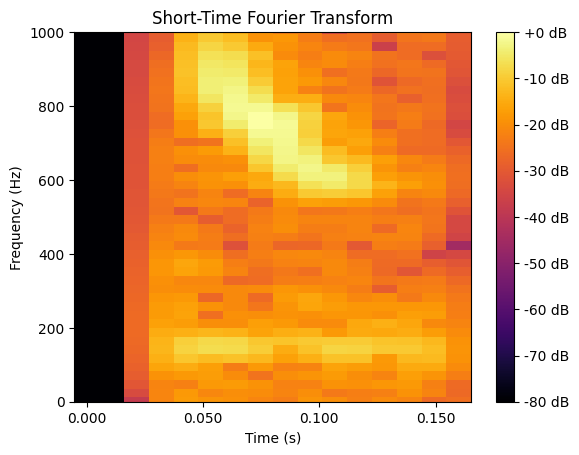 Short-Time Fourier Transform
Frequency (Hz)
1000
800
600
400
200
0
0.000
0.050
0.100
0.150
Time (s)
+0 dB
-10 dB
-20 dB
-30 dB
-40 dB
-50 dB
-60 dB
-70 dB
-80 dB